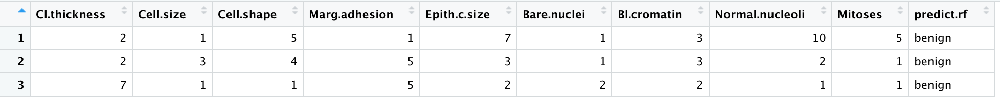 Cl.thickness Cell.size Cell.shape Marg.adhesion Epith.c.size Bare.nuclei Bl.cromatin Normal.nucleoli Mitoses predict.rf
1 2 1 5 1 7 1 3 10 5 benign
2 2 3 4 5 3 1 3 2 1 benign
3 7 1 1 5 2 2 2 1 1 benign